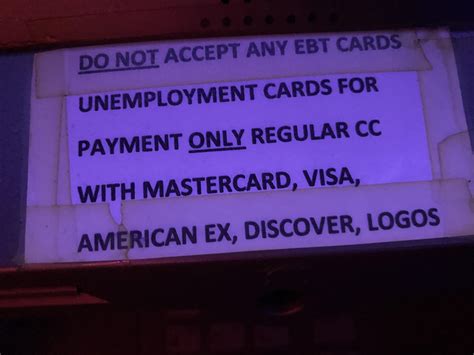 DO NOT ACCEPT ANY EBT CARDS
UNEMPLOYMENT CARDS FOR
PAYMENT ONLY REGULAR CC
WITH MASTERCARD, VISA,
AMERICAN EX, DISCOVER, LOGOS